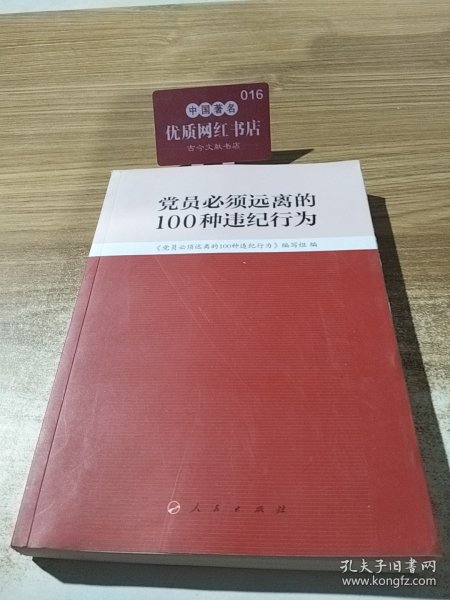 016
中国著名
优质网红书店
古今文献书店
党员必须远离的
100种违纪行为
《党员必须远离的100种违纪行为》编写组 编
人民出版社
孔夫子旧书网
www.kongfz.com